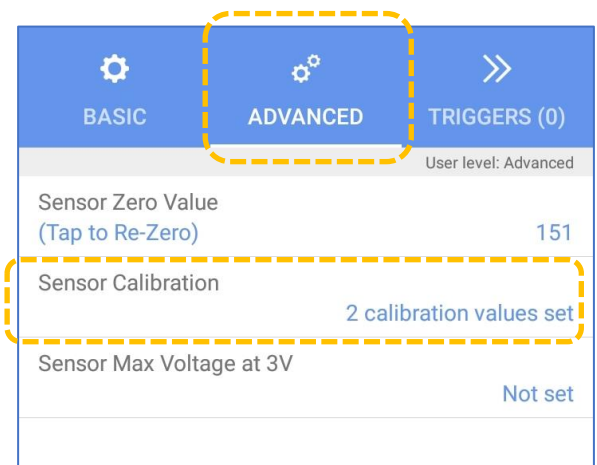 BASIC ADVANCED TRIGGERS (0)
User level: Advanced
Sensor Zero Value
(Tap to Re-Zero) 151
Sensor Calibration
2 calibration values set
Sensor Max Voltage at 3V
Not set